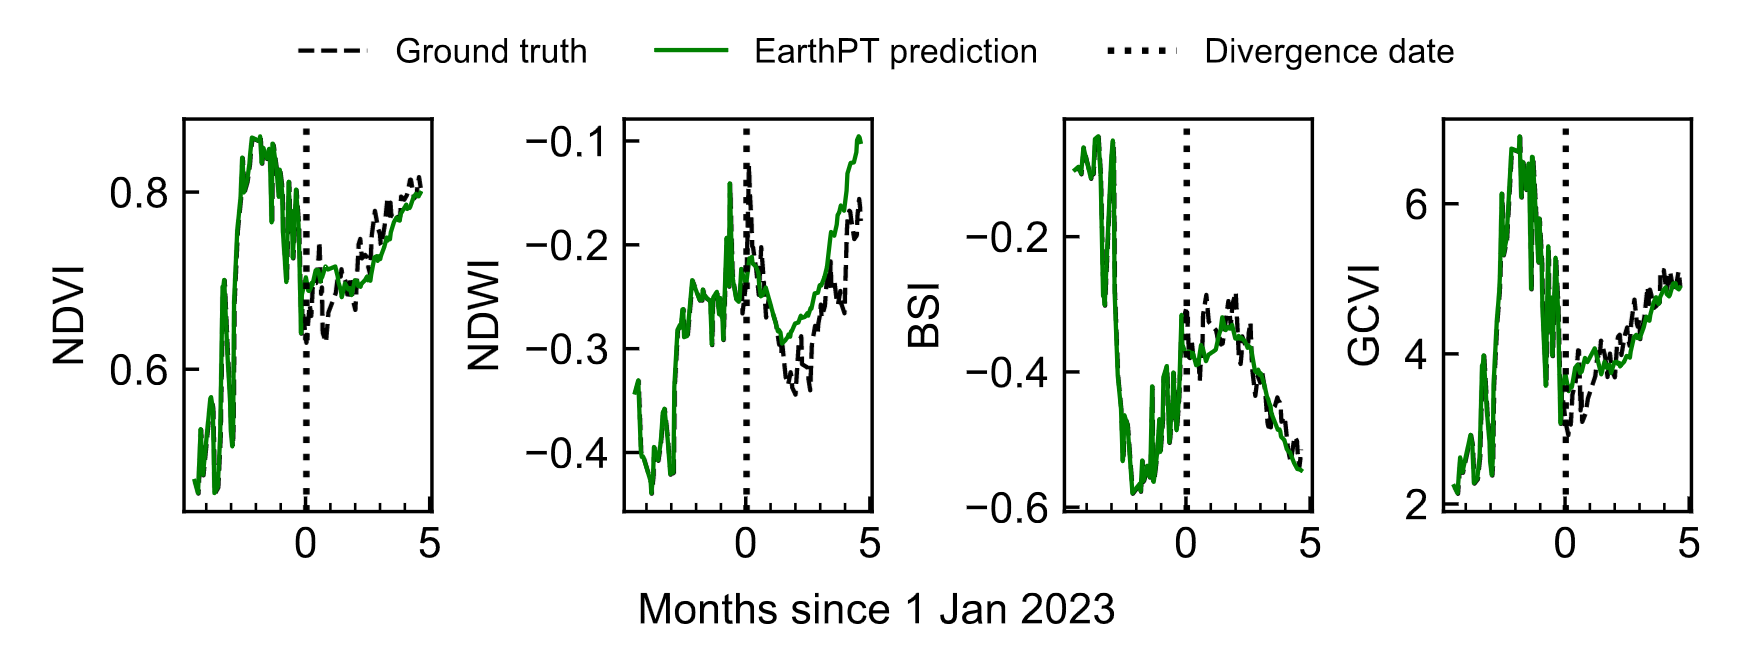 Ground truth EarthPT prediction Divergence date
NDVI
0.8
0.6
0 5
NDWI
−0.1
−0.2
−0.3
−0.4
0 5
BSI
−0.2
−0.4
−0.6
0 5
GCVI
6
4
2
0 5
Months since 1 Jan 2023